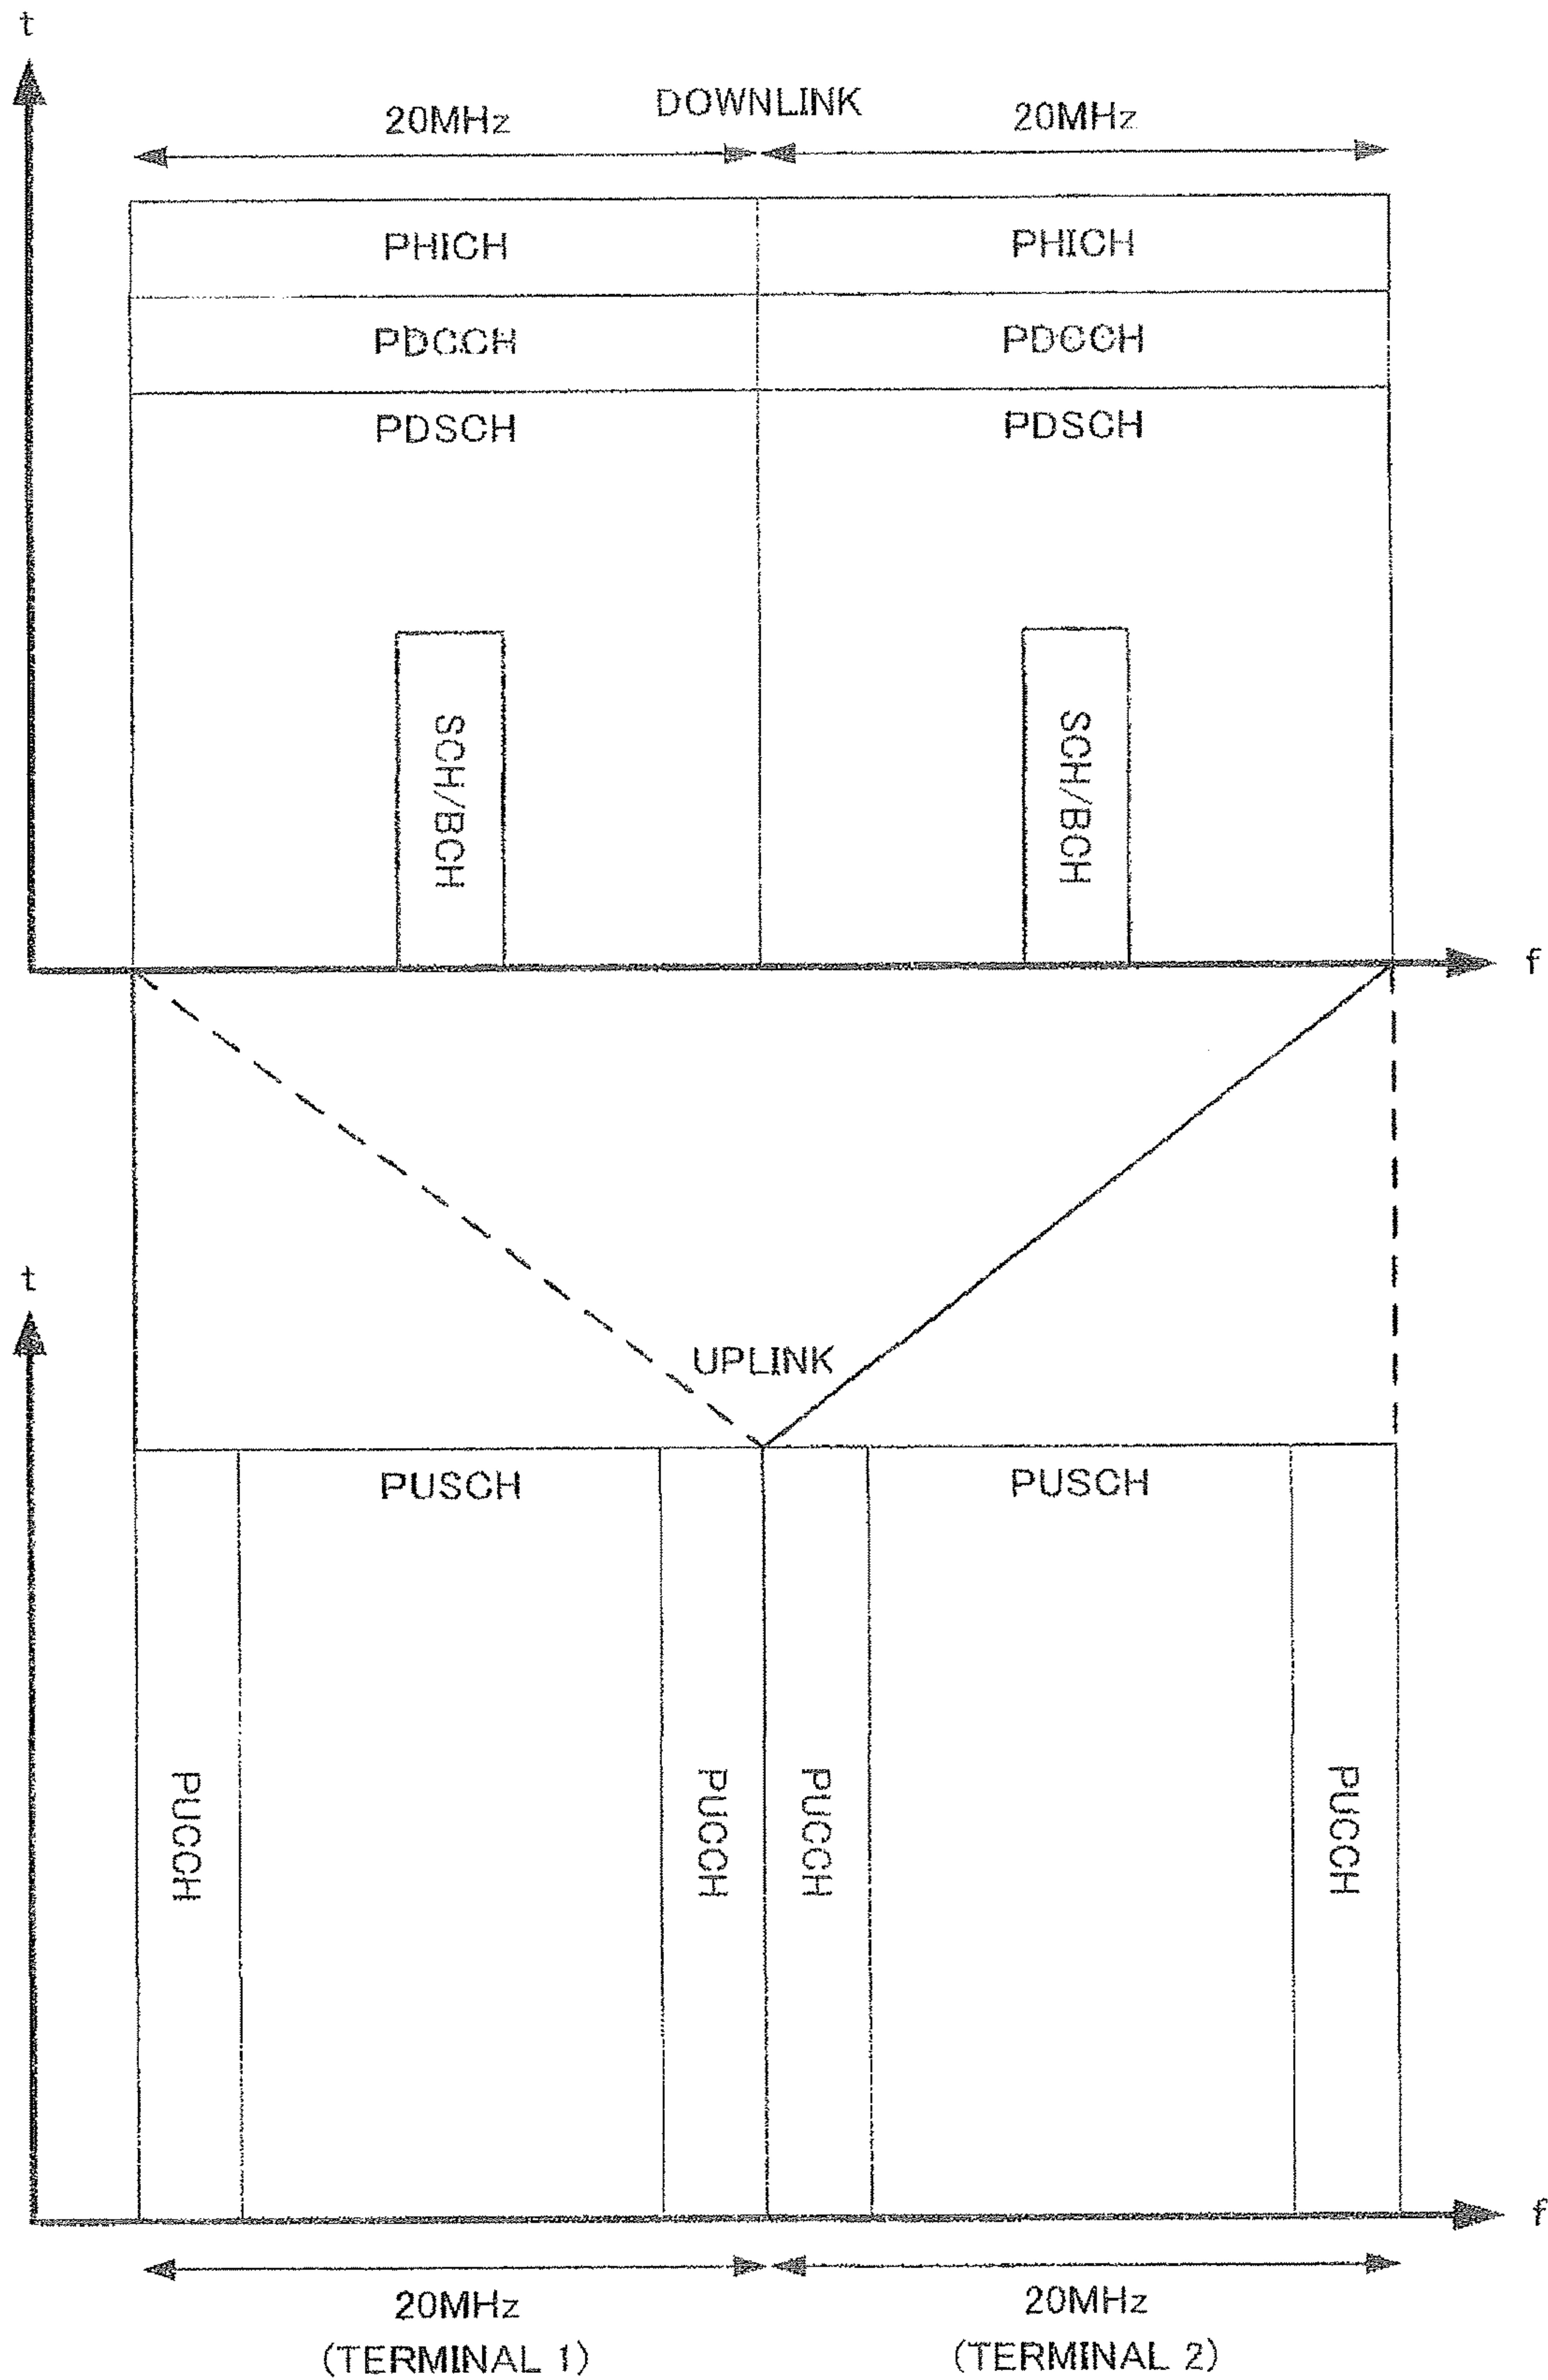 t
DOWNLINK
20MHz
20MHz
PHICH
PHICH
PDCCH
PDCCH
PDSCH
PDSCH
SCH/BCH
SCH/BCH
f
t
UPLINK
PUSCH
PUSCH
PUCCH
PUCCH
PUCCH
PUCCH
f
20MHz
(TERMINAL 1)
20MHz
(TERMINAL 2)